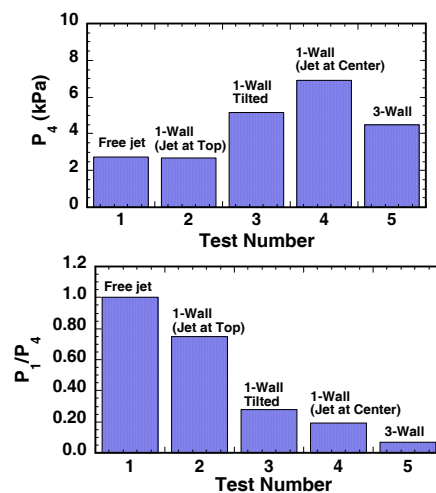 10
8
6
4
2
0
P4 (kPa)
Free jet
1-Wall
(Jet at Top)
1-Wall
Tilted
1-Wall
(Jet at Center)
3-Wall
1 2 3 4 5
Test Number
1.2
1.0
0.80
0.60
0.40
0.20
0.00
P1/P4
Free jet
1-Wall
(Jet at Top)
1-Wall
Tilted
1-Wall
(Jet at Center)
3-Wall
1 2 3 4 5
Test Number